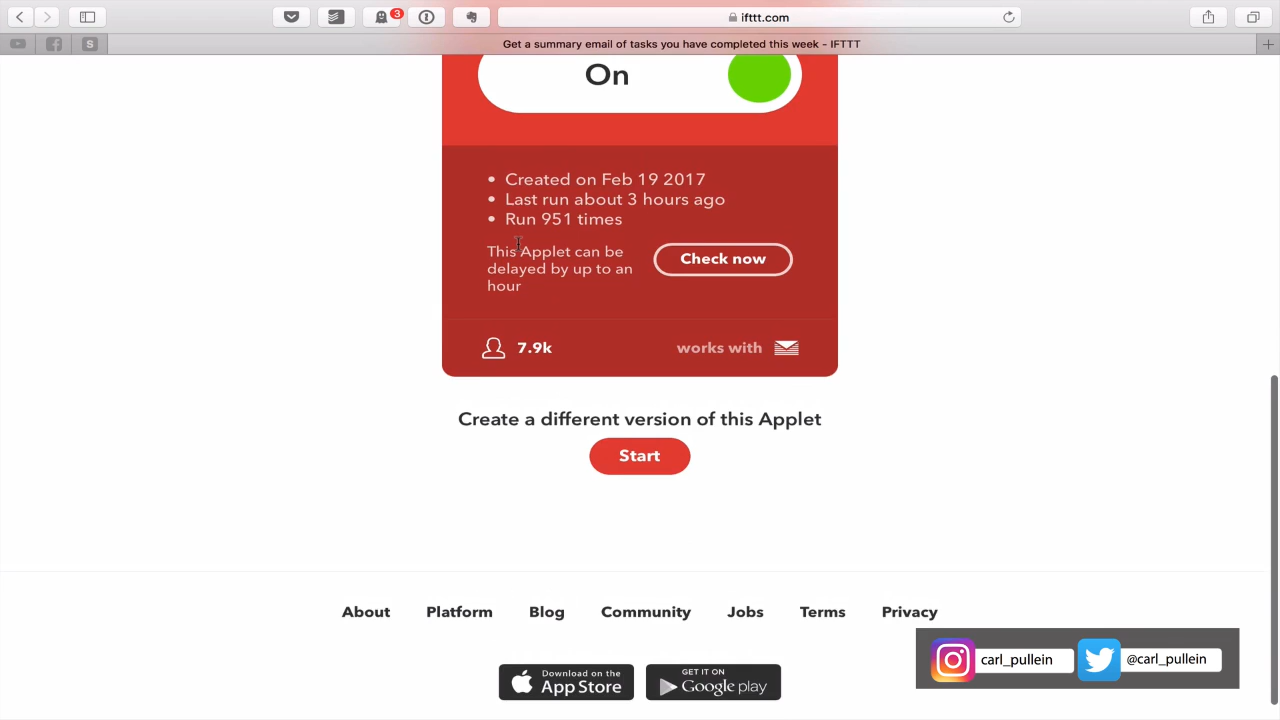 3
ifttt.com
S
Get a summary email of tasks you have completed this week - IFTTT
On
• Created on Feb 19 2017
• Last run about 3 hours ago
• Run 951 times
This Applet can be
delayed by up to an
hour
Check now
7.9k
works with
Create a different version of this Applet
Start
About Platform Blog Community Jobs Terms Privacy
carl_pullein
@carl_pullein
Download on the
App Store
GET IT ON
Google play